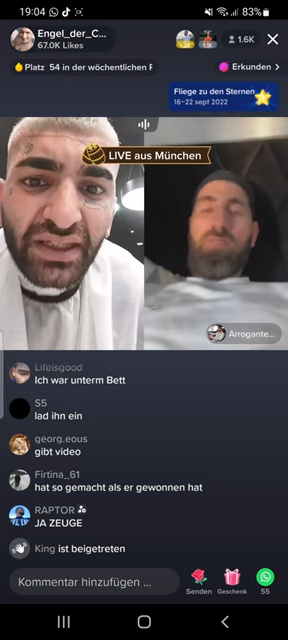 19:04
83%
Engel_der_C...
67.0K Likes
1.6K
Platz 54 in der wöchentlichen F
Erkunden >
Fliege zu den Sternen
16~22 sept 2022
LIVE aus München
Arrogante...
Lifeisgood
Ich war unterm Bett
S5
lad ihn ein
georg.eous
gibt video
Firtina_61
hat so gemacht als er gewonnen hat
RAPTOR
JA ZEUGE
King ist beigetreten
Kommentar hinzufügen ...
Senden
Geschenk
55